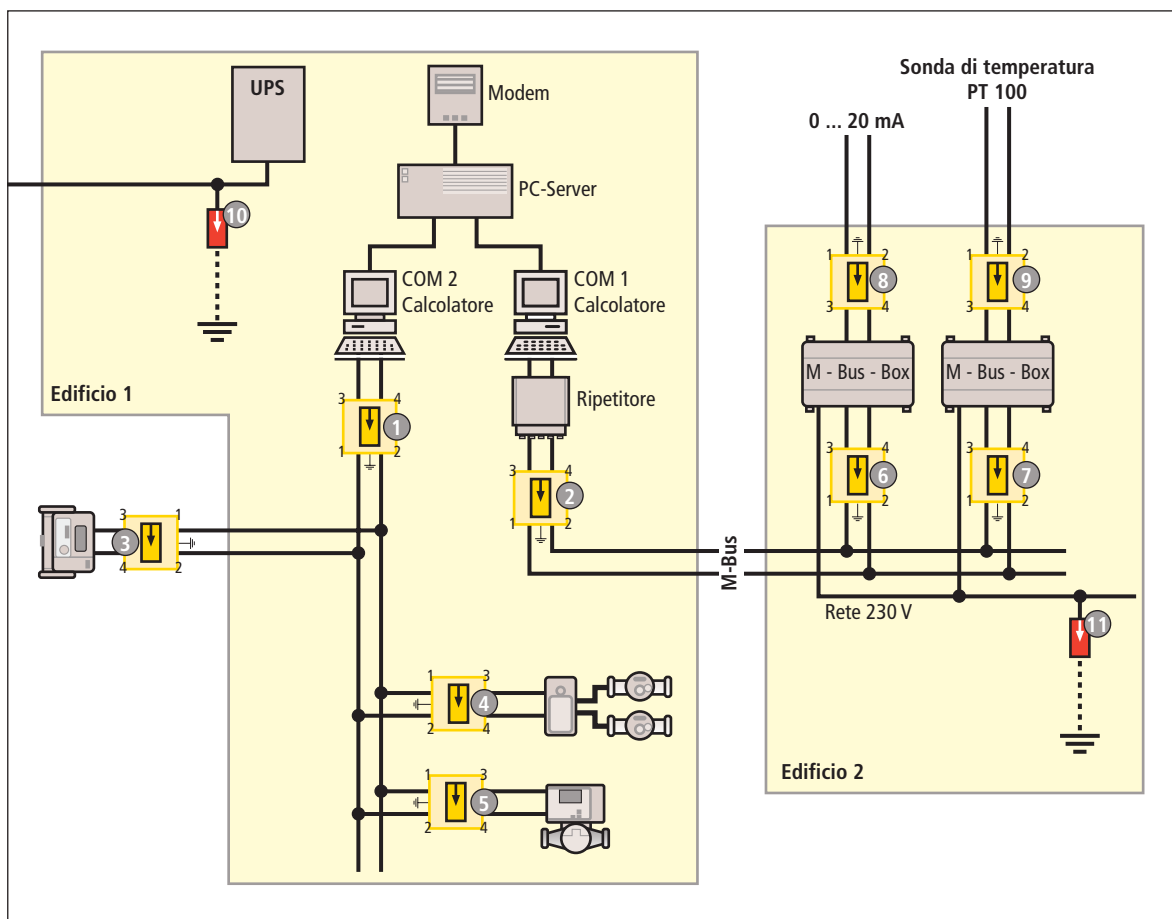 UPS
Modem
PC-Server
10
COM 2
Calcolatore
COM 1
Calcolatore
Ripetitore
Edificio 1
3 4
1
1 2
3 4
2
1 2
3 1
3
4 2
M-Bus
1 3
4
2 4
1 3
5
2 4
Sonda di temperatura
PT 100
0 ... 20 mA
1 2
8
3 4
1 2
9
3 4
M - Bus - Box
M - Bus - Box
3 4
6
1 2
3 4
7
1 2
Rete 230 V
11
Edificio 2